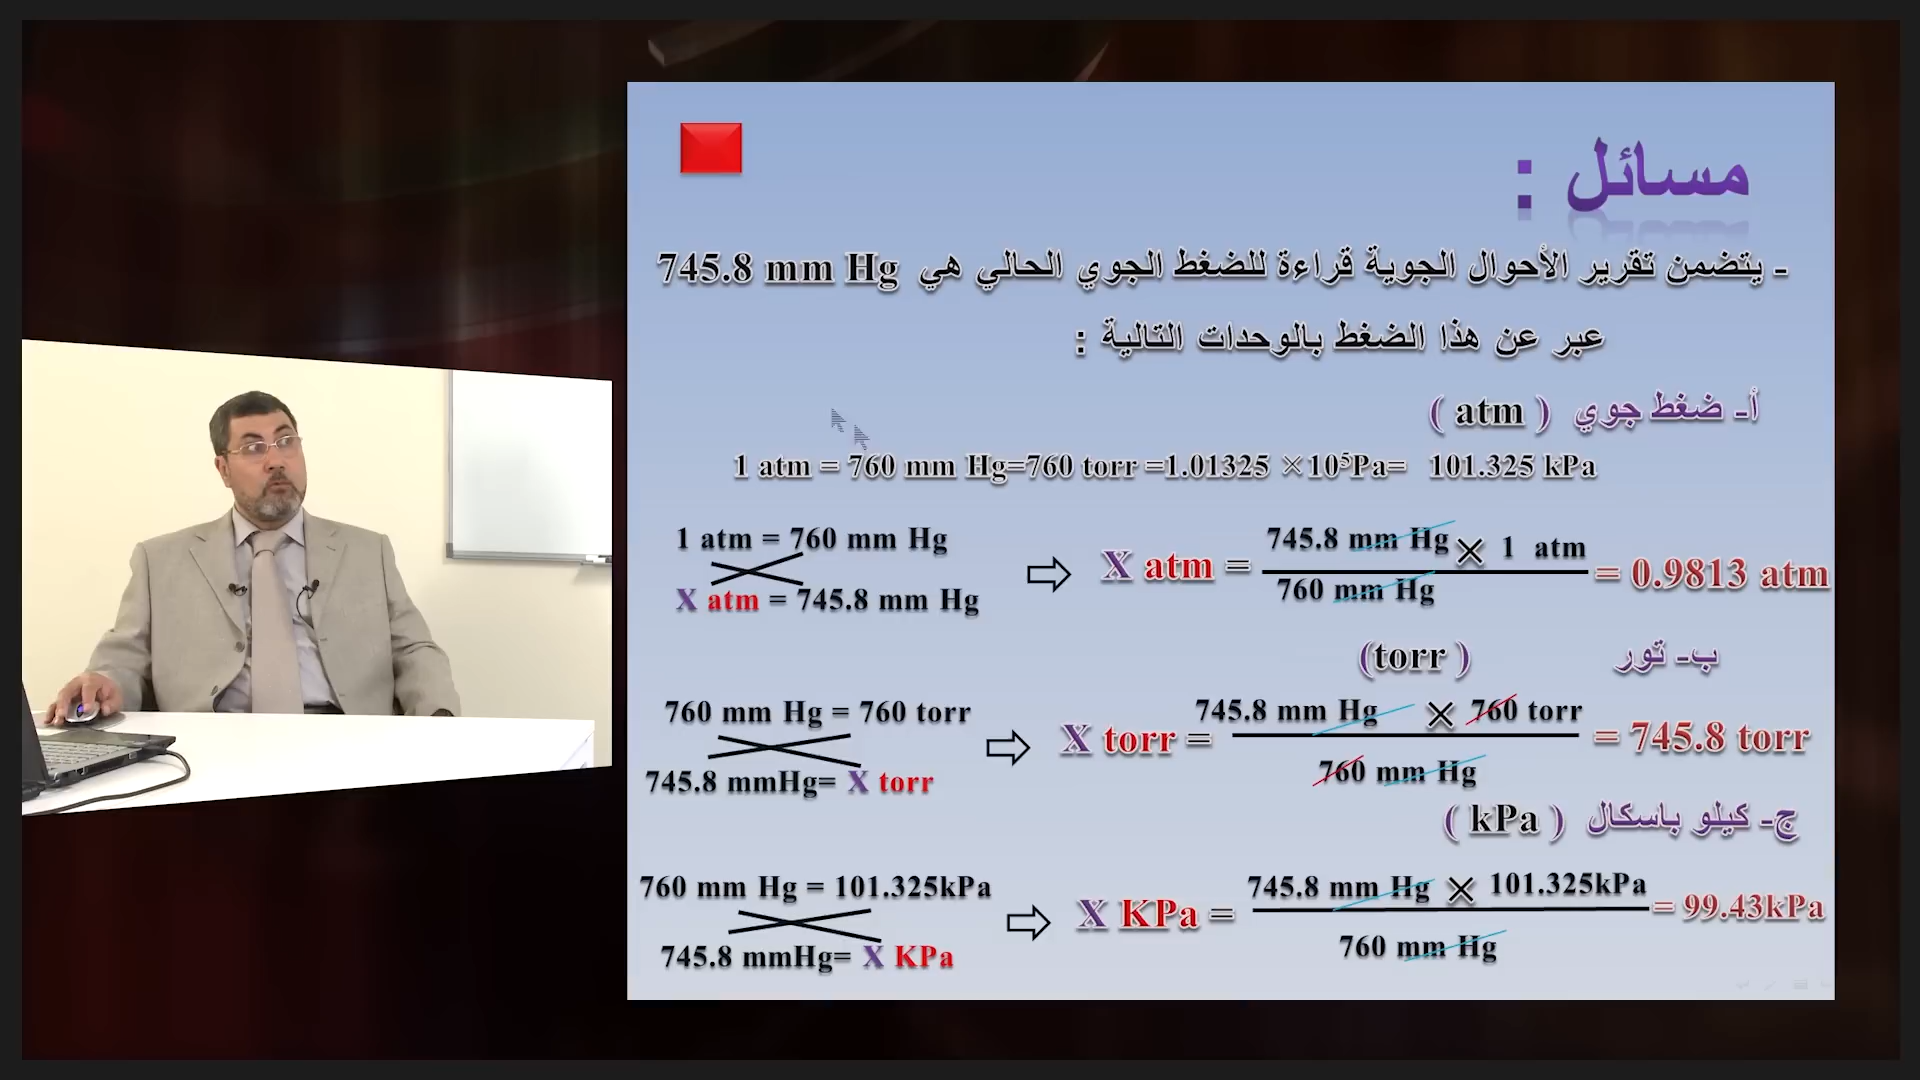 مسائل :
- يتضمن تقرير الأحوال الجوية قراءة للضغط الجوي الحالي هي 745.8 mm Hg
عبر عن هذا الضغط بالوحدات التالية :
أ- ضغط جوي ( atm )
1 atm = 760 mm Hg=760 torr =1.01325 ×10⁵Pa= 101.325 kPa
1 atm = 760 mm Hg
X atm = 745.8 mm Hg
X atm = 745.8 mm Hg × 1 atm
760 mm Hg
= 0.9813 atm
ب- تور ( torr)
760 mm Hg = 760 torr
745.8 mmHg= X torr
X torr = 745.8 mm Hg × 760 torr
760 mm Hg
= 745.8 torr
ج- كيلو باسكال ( kPa )
760 mm Hg = 101.325kPa
745.8 mmHg= X KPa
X KPa = 745.8 mm Hg × 101.325kPa
760 mm Hg
= 99.43kPa